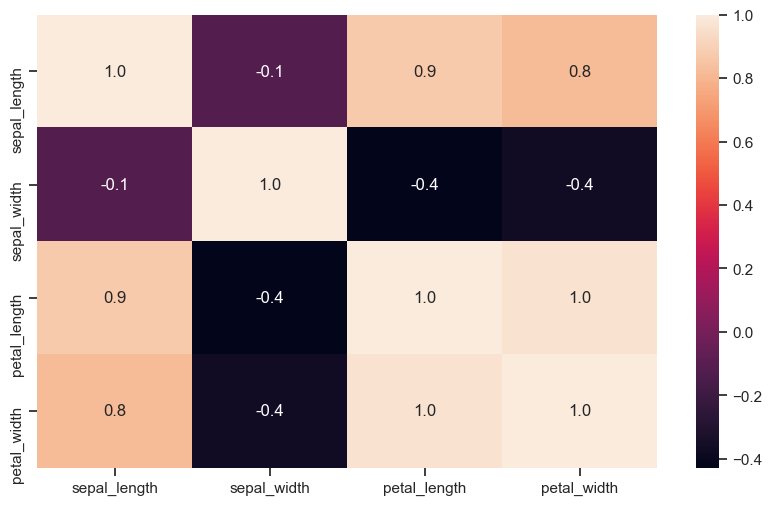 sepal_length 1.0 -0.1 0.9 0.8
sepal_width -0.1 1.0 -0.4 -0.4
petal_length 0.9 -0.4 1.0 1.0
petal_width 0.8 -0.4 1.0 1.0
sepal_length sepal_width petal_length petal_width
1.0
0.8
0.6
0.4
0.2
0.0
−0.2
−0.4